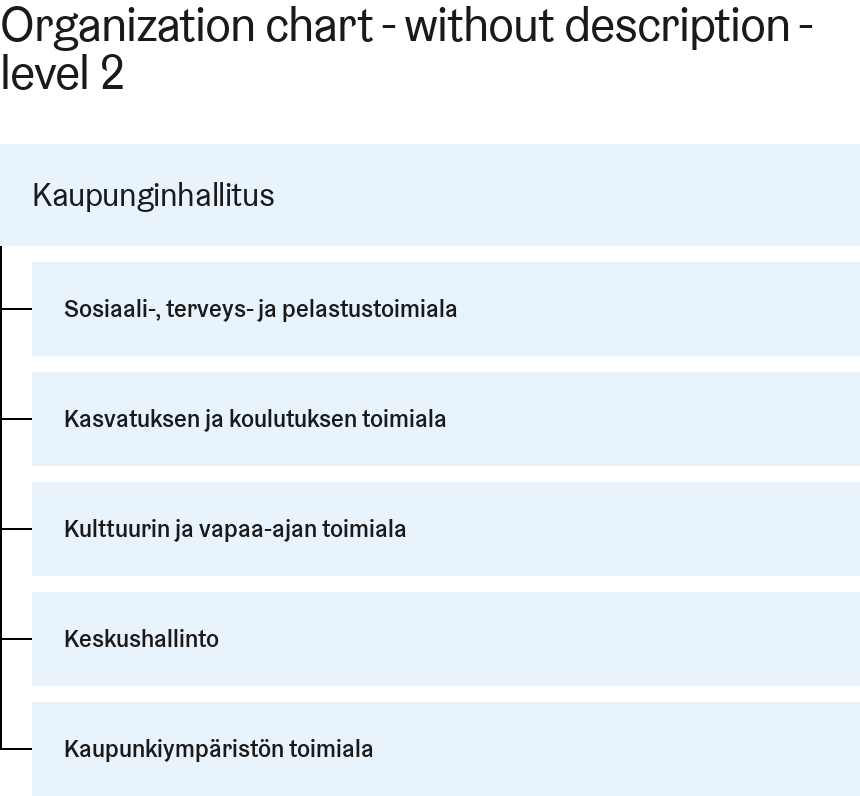 Organization chart - without description -
level 2
Kaupunginhallitus
Sosiaali-, terveys- ja pelastustoimiala
Kasvatuksen ja koulutuksen toimiala
Kulttuurin ja vapaa-ajan toimiala
Keskushallinto
Kaupunkiympäristön toimiala